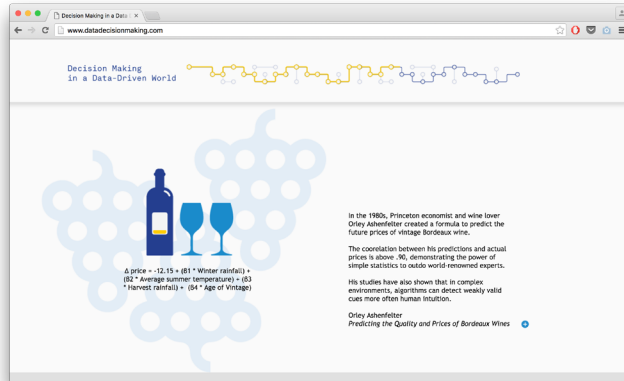 Decision Making in a Data
www.datadecisionmaking.com
Decision Making
in a Data-Driven World
In the 1980s, Princeton economist and wine lover
Orley Ashenfelter created a formula to predict the
future prices of vintage Bordeaux wine.
The coorelation between his predictions and actual
prices is above .90, demonstrating the power of
simple statistics to outdo world-renowned experts.
His studies have also shown that in complex
environments, algorithms can detect weakly valid
cues more often human intuition.
Orley Ashenfelter
Predicting the Quality and Prices of Bordeaux Wines
Δ price = -12.15 + (B1 * Winter rainfall) +
(B2 * Average summer temperature) + (B3
* Harvest rainfall) + (B4 * Age of Vintage)